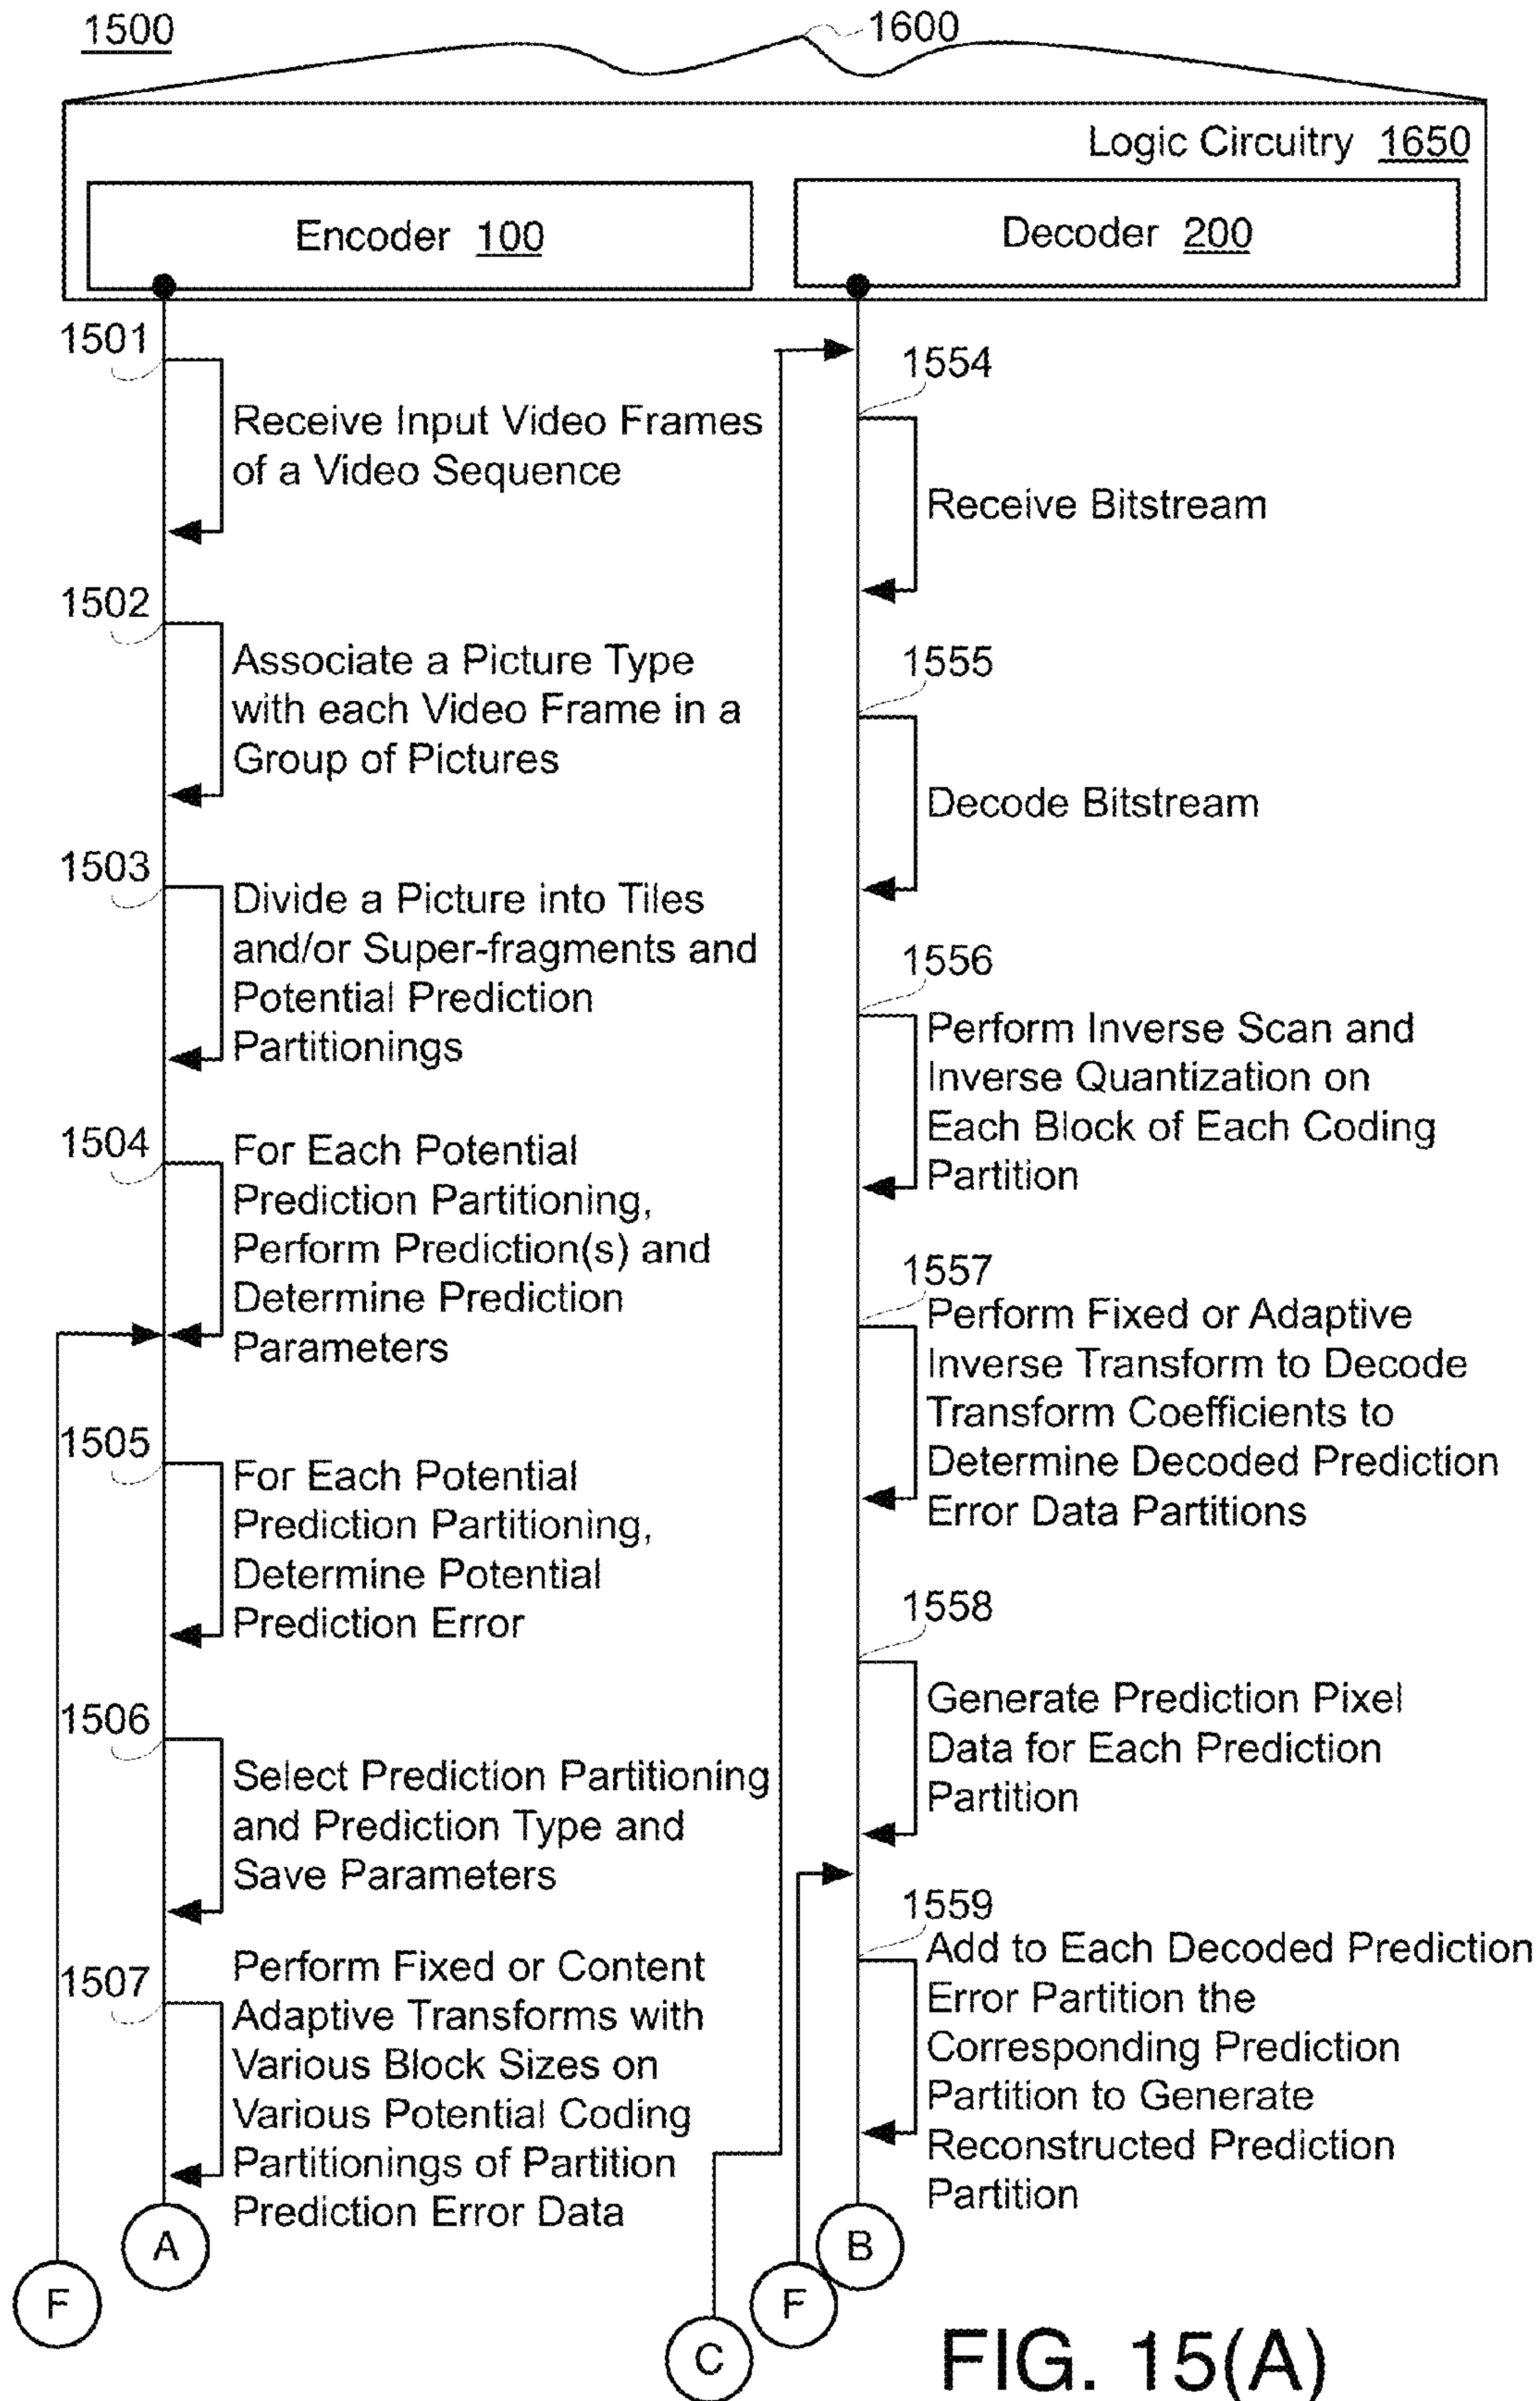 1500
1600
Logic Circuitry 1650
Encoder 100
Decoder 200
1501
Receive Input Video Frames
of a Video Sequence
1502
Associate a Picture Type
with each Video Frame in a
Group of Pictures
1503
Divide a Picture into Tiles
and/or Super-fragments and
Potential Prediction
Partitionings
1504
For Each Potential
Prediction Partitioning,
Perform Prediction(s) and
Determine Prediction
Parameters
1505
For Each Potential
Prediction Partitioning,
Determine Potential
Prediction Error
1506
Select Prediction Partitioning
and Prediction Type and
Save Parameters
1507
Perform Fixed or Content
Adaptive Transforms with
Various Block Sizes on
Various Potential Coding
Partitionings of Partition
Prediction Error Data
A
F
1554
Receive Bitstream
1555
Decode Bitstream
1556
Perform Inverse Scan and
Inverse Quantization on
Each Block of Each Coding
Partition
1557
Perform Fixed or Adaptive
Inverse Transform to Decode
Transform Coefficients to
Determine Decoded Prediction
Error Data Partitions
1558
Generate Prediction Pixel
Data for Each Prediction
Partition
1559
Add to Each Decoded Prediction
Error Partition the
Corresponding Prediction
Partition to Generate
Reconstructed Prediction
Partition
B
F
C
FIG. 15(A)